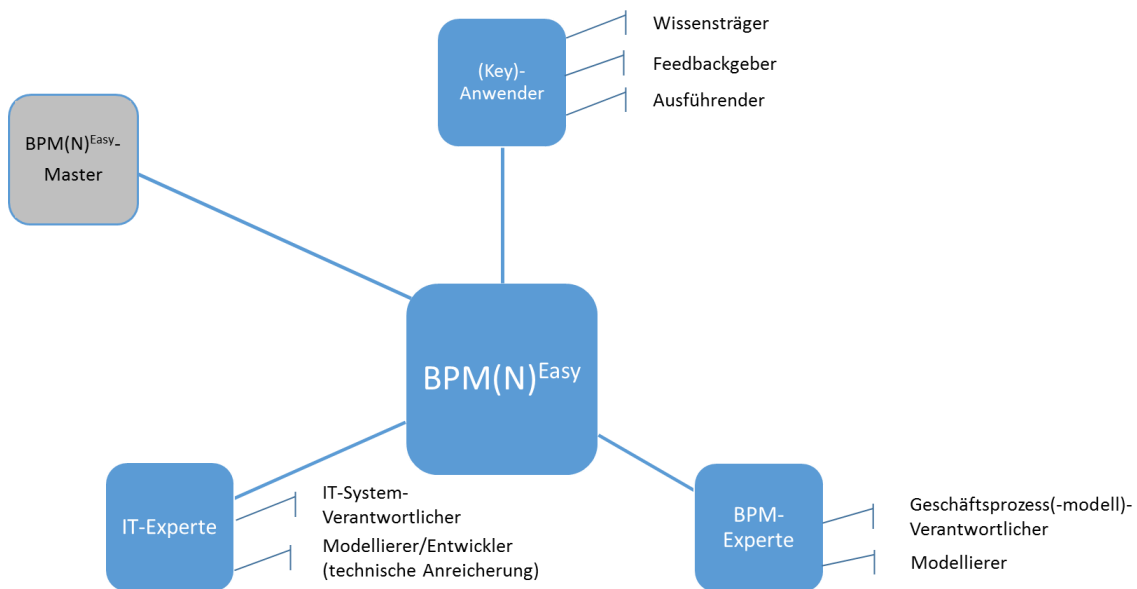 Wissensträger
(Key)-
Anwender
Feedbackgeber
Ausführender
BPM(N)Easy-
Master
BPM(N)Easy
IT-Experte
IT-System-
Verantwortlicher
Modellierer/Entwickler
(technische Anreicherung)
BPM-
Experte
Geschäftsprozess(-modell)-
Verantwortlicher
Modellierer